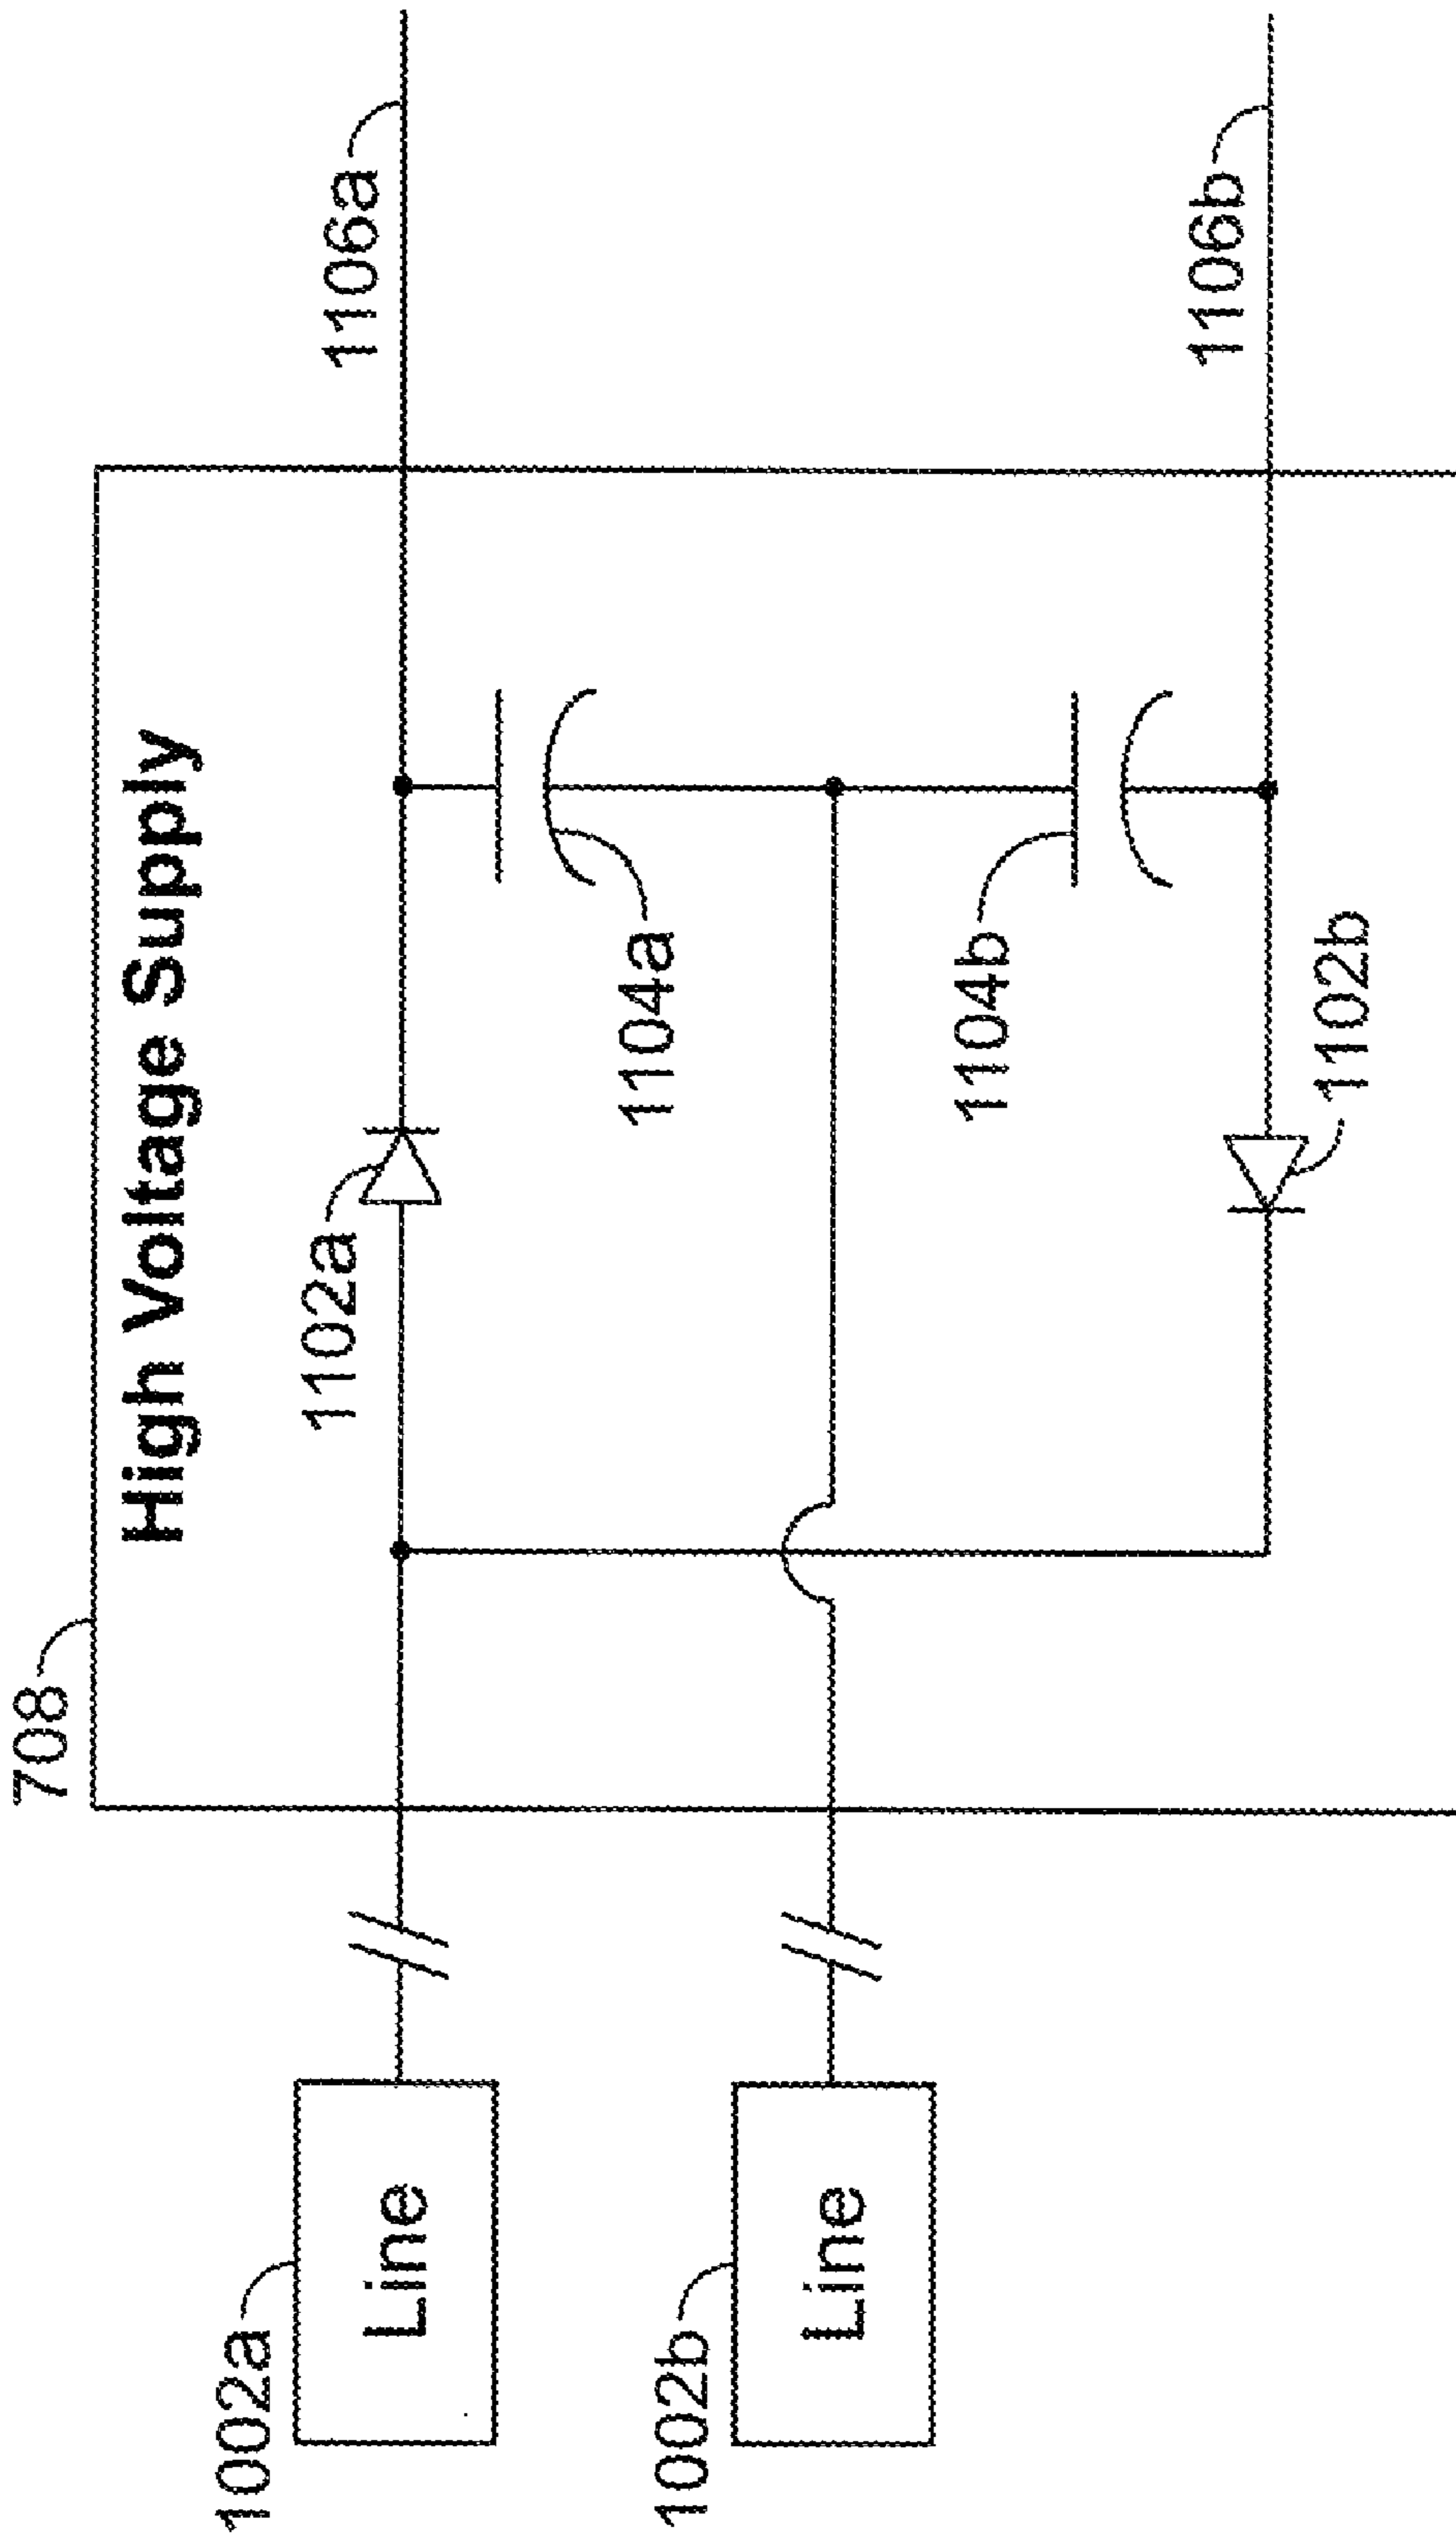 708
High Voltage Supply
1002a
Line
1102a
1106a
1104a
1002b
Line
1104b
1102b
1106b